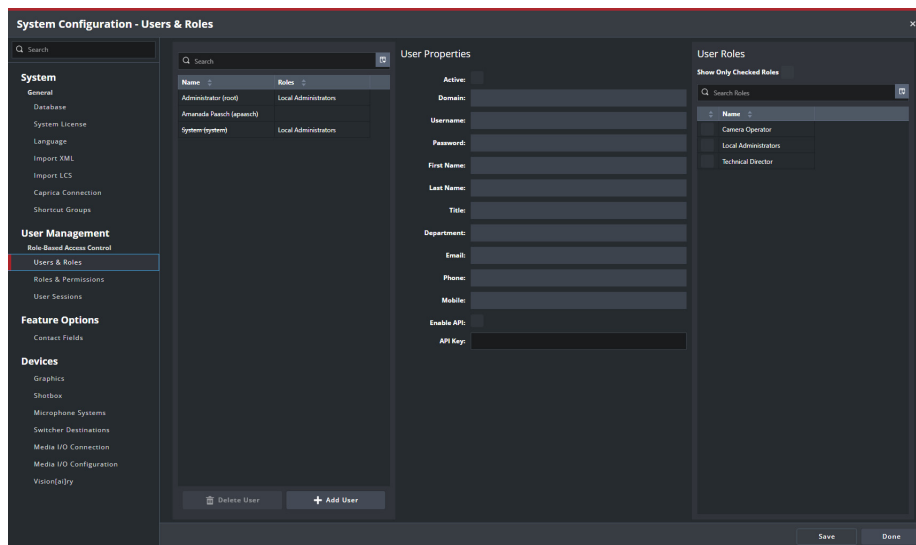 System Configuration - Users & Roles
×
Search
System
General
Database
System License
Language
Import XML
Import LCS
Caprica Connection
Shortcut Groups
User Management
Role-Based Access Control
Users & Roles
Roles & Permissions
User Sessions
Feature Options
Contact Fields
Devices
Graphics
Shotbox
Microphone Systems
Switcher Destinations
Media I/O Connection
Media I/O Configuration
Vision[ai]ry
Search
Name Roles
Administrator (root) Local Administrators
Amanada Paasch (apaasch)
System (system) Local Administrators
Delete User
+ Add User
User Properties
Active:
Domain:
Username:
Password:
First Name:
Last Name:
Title:
Department:
Email:
Phone:
Mobile:
Enable API:
API Key:
User Roles
Show Only Checked Roles
Search Roles
Name
Camera Operator
Local Administrators
Technical Director
Save
Done